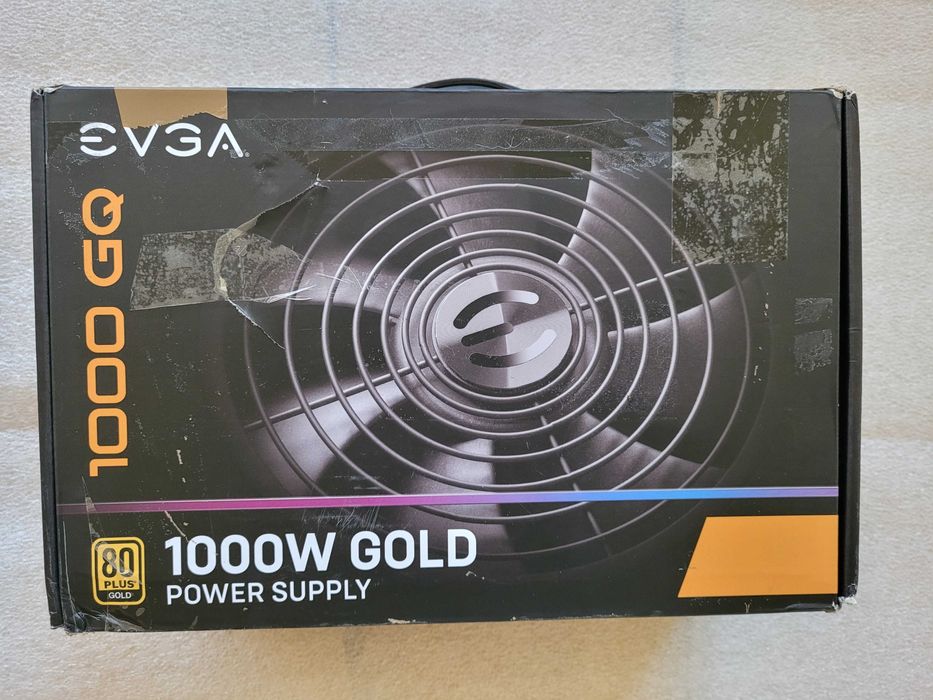 EVGA
1000 GQ
80
PLUS
GOLD
1000W GOLD
POWER SUPPLY